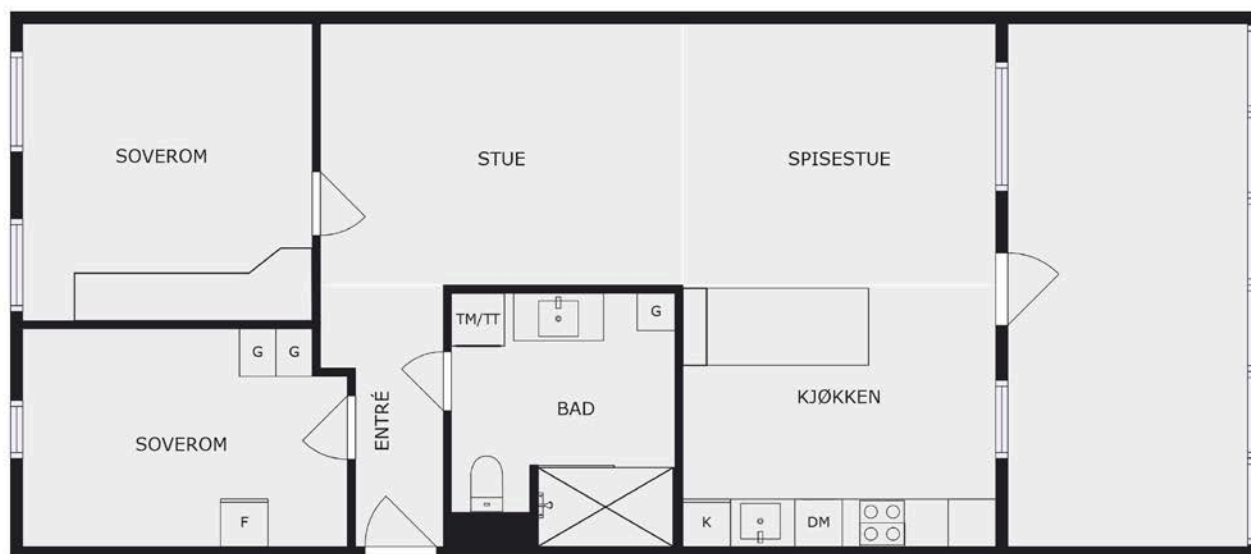 SOVEROM
STUE
SPISESTUE
TM/TT
G
G
G
ENTRÉ
BAD
KJØKKEN
SOVEROM
F
K
DM